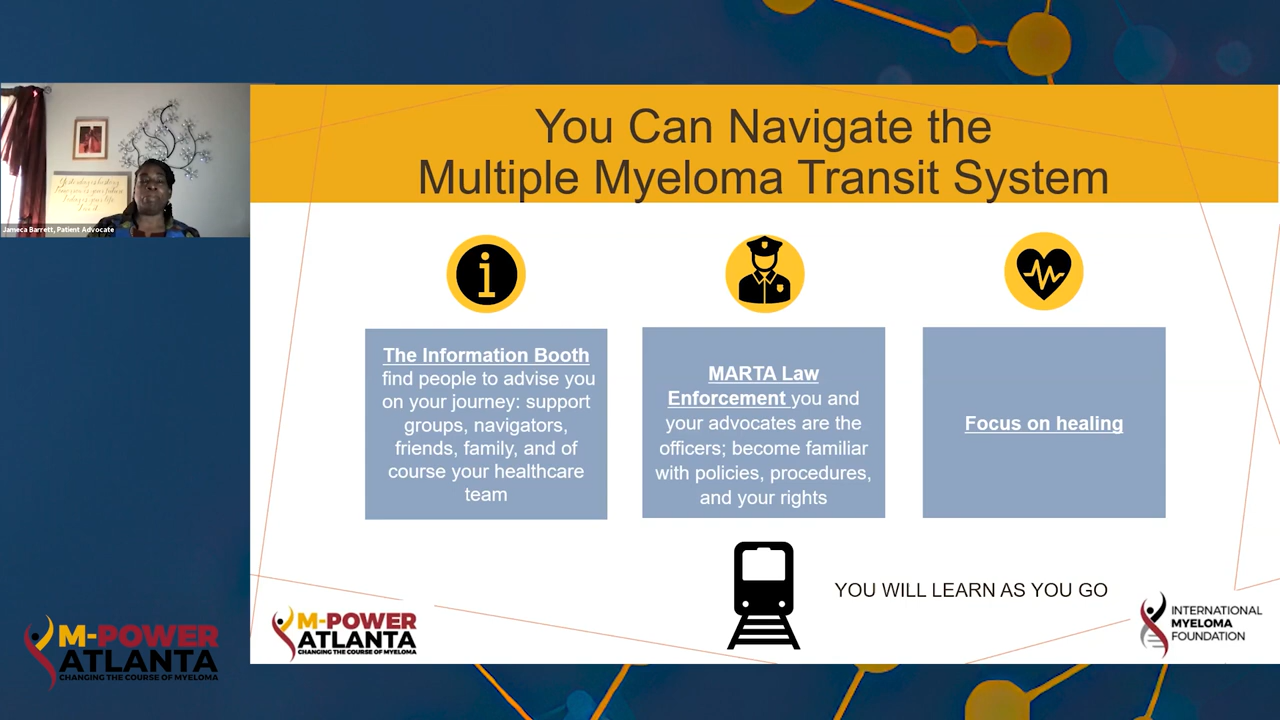 You Can Navigate the
Multiple Myeloma Transit System
Jameca Barrett, Patient Advocate
i
The Information Booth
find people to advise you
on your journey: support
groups, navigators,
friends, family, and of
course your healthcare
team
MARTA Law
Enforcement you and
your advocates are the
officers; become familiar
with policies, procedures,
and your rights
Focus on healing
YOU WILL LEARN AS YOU GO
M-POWER
ATLANTA
CHANGING THE COURSE OF MYELOMA
M-POWER
ATLANTA
CHANGING THE COURSE OF MYELOMA
INTERNATIONAL
MYELOMA
FOUNDATION